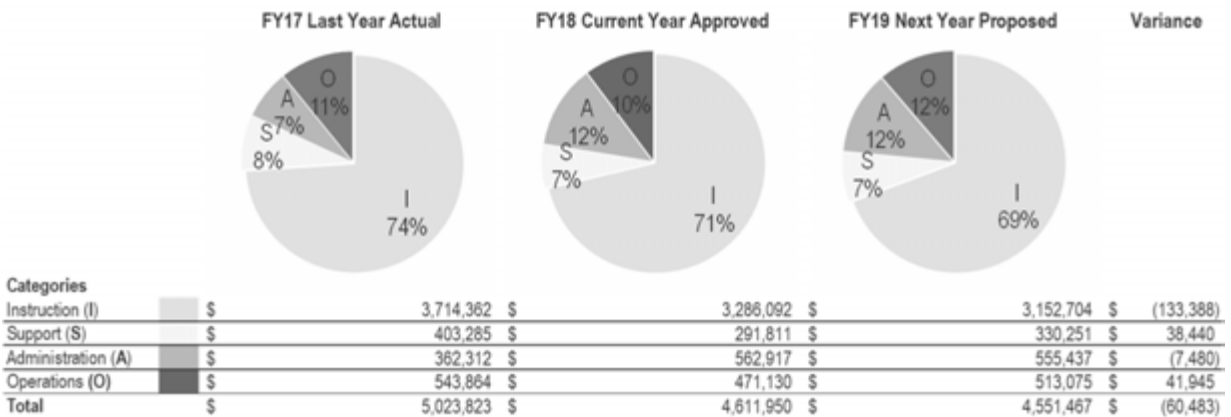 FY17 Last Year Actual FY18 Current Year Approved FY19 Next Year Proposed Variance
O
11%
A
7%
S
8%
I
74%
O
10%
A
12%
S
7%
I
71%
O
12%
A
12%
S
7%
I
69%
Categories
Instruction (I) $ 3,714,362 $ 3,286,092 $ 3,152,704 $ (133,388)
Support (S) $ 403,285 $ 291,811 $ 330,251 $ 38,440
Administration (A) $ 362,312 $ 562,917 $ 555,437 $ (7,480)
Operations (O) $ 543,864 $ 471,130 $ 513,075 $ 41,945
Total $ 5,023,823 $ 4,611,950 $ 4,551,467 $ (60,483)